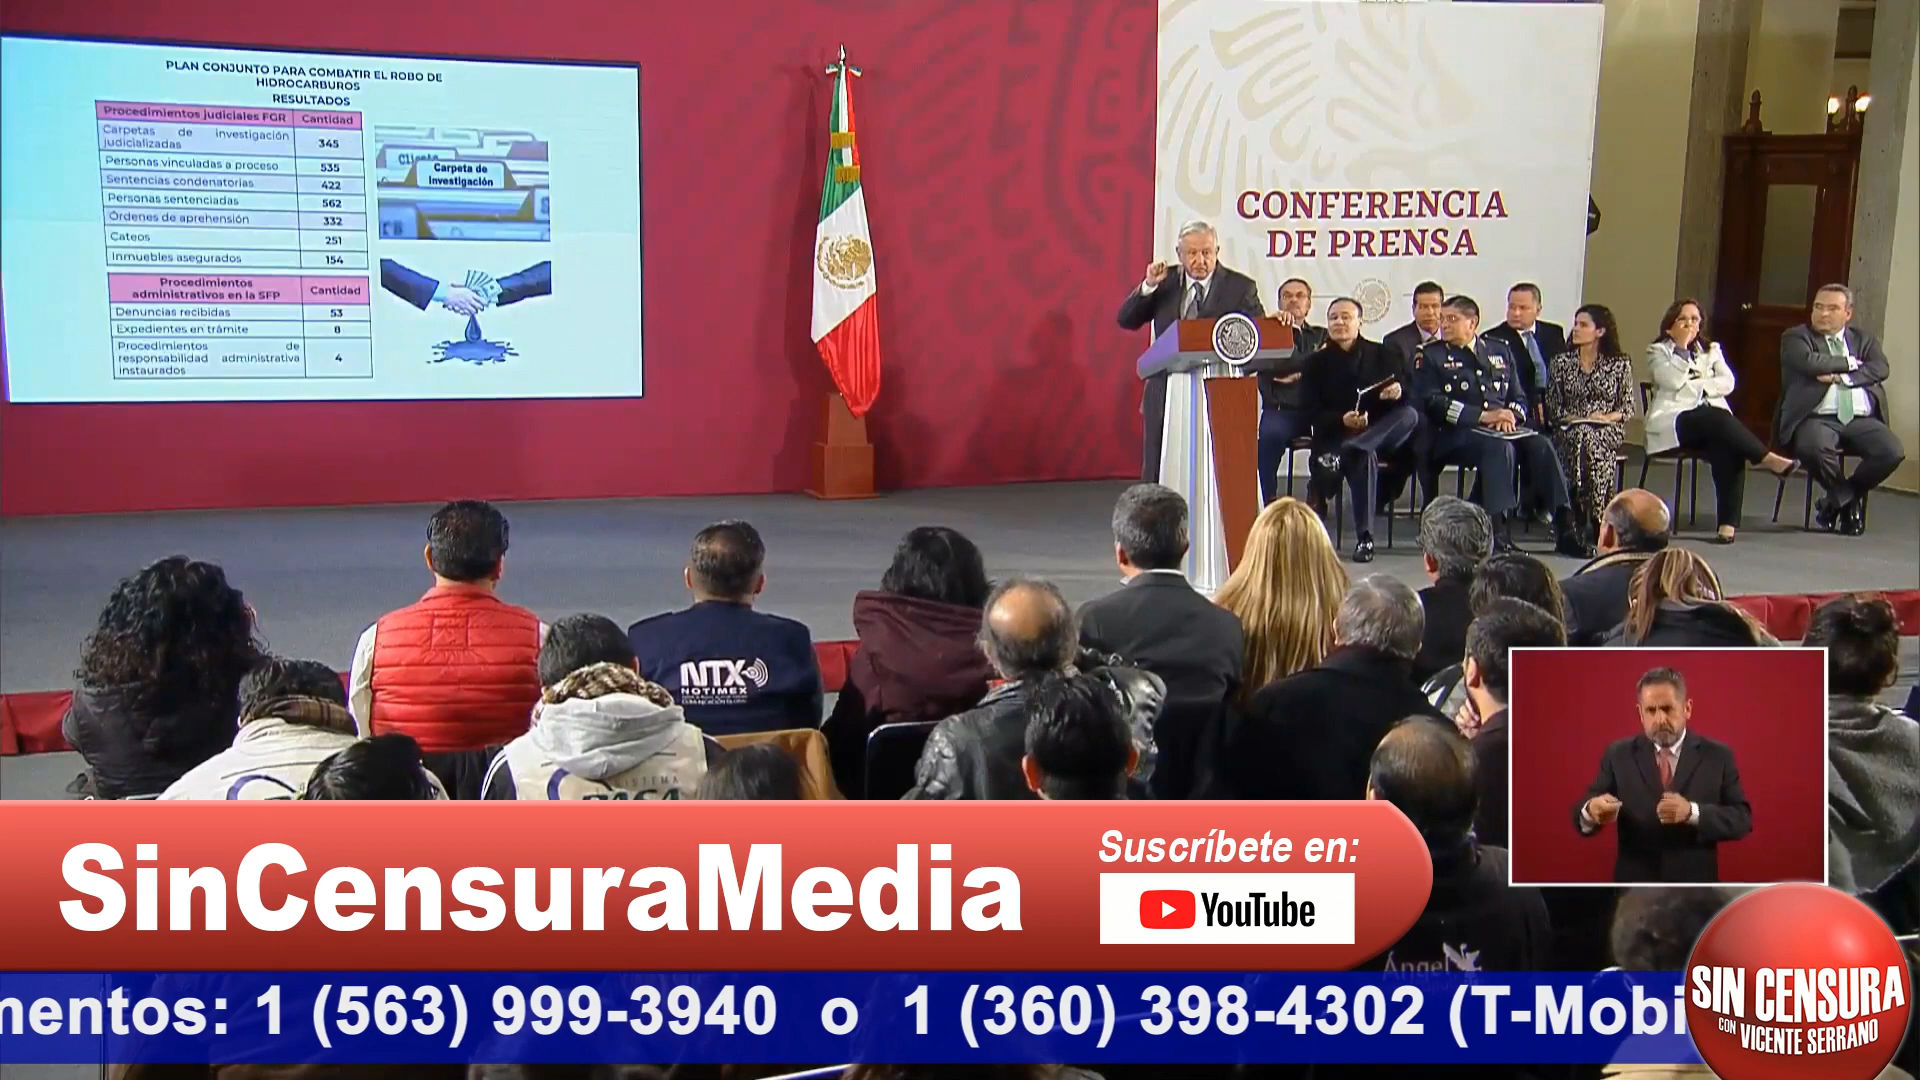 PLAN CONJUNTO PARA COMBATIR EL ROBO DE
HIDROCARBUROS
RESULTADOS
Procedimientos judiciales FGR Cantidad
Carpetas de investigación
judicializadas 345
Personas vinculadas a proceso 535
Sentencias condenatorias 422
Personas sentenciadas 562
Órdenes de aprehensión 332
Cateos 251
Inmuebles asegurados 154
Procedimientos
administrativos en la SFP Cantidad
Denuncias recibidas 53
Expedientes en trámite 8
Procedimientos de
responsabilidad administrativa
instaurados 4
Carpeta de
Investigación
CONFERENCIA
DE PRENSA
NTX
NOTIMEX
SISTEMA
SinCensuraMedia
Suscríbete en:
YouTube
Ángel
mentos: 1 (563) 999-3940 o 1 (360) 398-4302 (T-Mobi
SIN CENSURA
CON VICENTE SERRANO